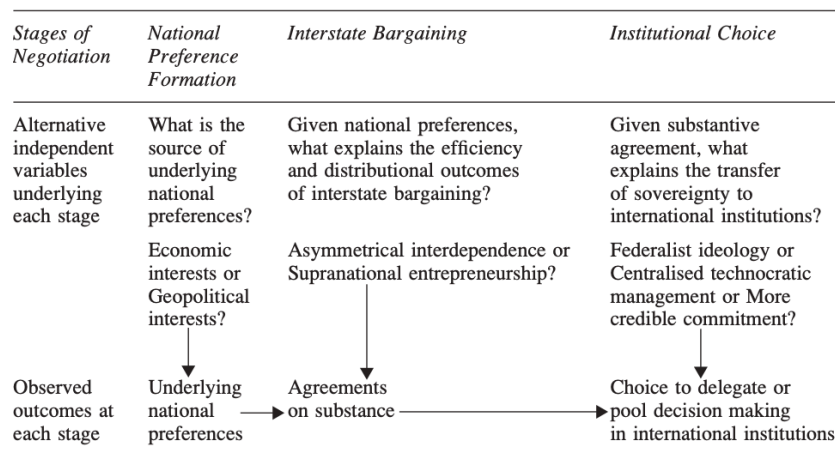 Stages of
Negotiation
National
Preference
Formation
Interstate Bargaining
Institutional Choice
Alternative
independent
variables
underlying
each stage
What is the
source of
underlying
national
preferences?
Given national preferences,
what explains the efficiency
and distributional outcomes
of interstate bargaining?
Given substantive
agreement, what
explains the transfer
of sovereignty to
international institutions?
Economic
interests or
Geopolitical
interests?
Asymmetrical interdependence or
Supranational entrepreneurship?
Federalist ideology or
Centralised technocratic
management or More
credible commitment?
Observed
outcomes at
each stage
Underlying
national
preferences
Agreements
on substance
Choice to delegate or
pool decision making
in international institutions